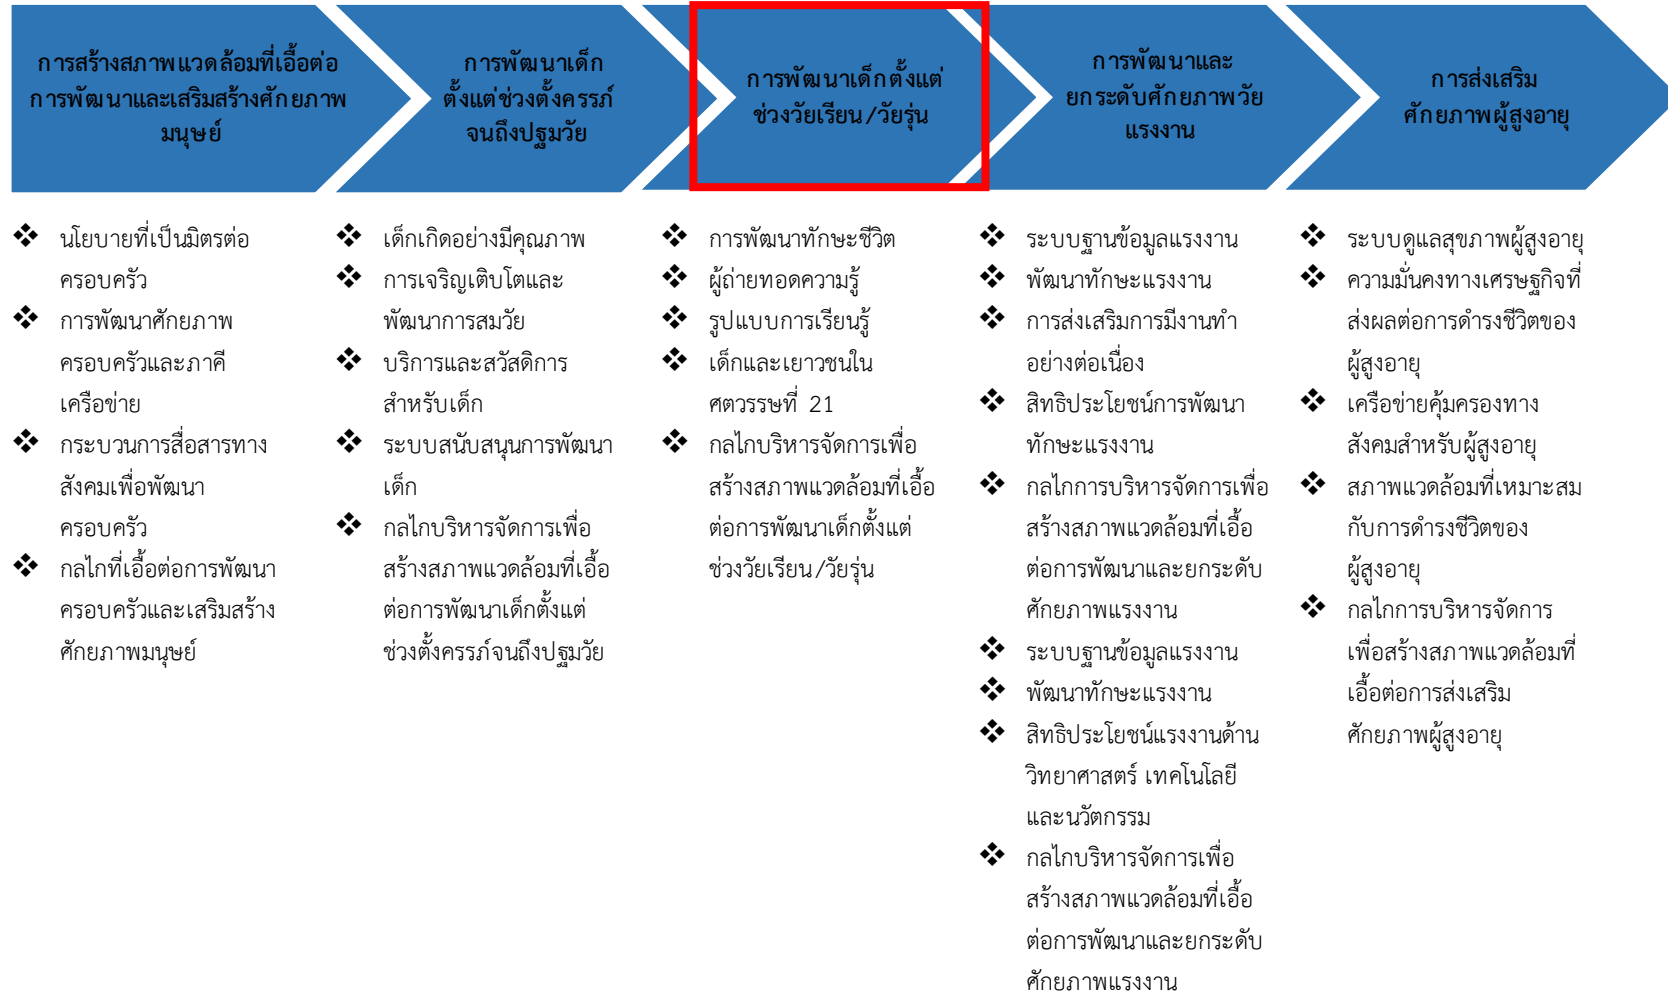 การสร้างสภาพแวดล้อมที่เอื้อต่อ
การพัฒนาและเสริมสร้างศักยภาพ
มนุษย์
การพัฒนาเด็ก
ตั้งแต่ช่วงตั้งครรภ์
จนถึงปฐมวัย
การพัฒนาเด็กตั้งแต่
ช่วงวัยเรียน/วัยรุ่น
การพัฒนาและ
ยกระดับศักยภาพวัย
แรงงาน
การส่งเสริม
ศักยภาพผู้สูงอายุ
❖ นโยบายที่เป็นมิตรต่อ
ครอบครัว
❖ การพัฒนาศักยภาพ
ครอบครัวและภาคี
เครือข่าย
❖ กระบวนการสื่อสารทาง
สังคมเพื่อพัฒนา
ครอบครัว
❖ กลไกที่เอื้อต่อการพัฒนา
ครอบครัวและเสริมสร้าง
ศักยภาพมนุษย์
❖ เด็กเกิดอย่างมีคุณภาพ
❖ การเจริญเติบโตและ
พัฒนาการสมวัย
❖ บริการและสวัสดิการ
สำหรับเด็ก
❖ ระบบสนับสนุนการพัฒนา
เด็ก
❖ กลไกบริหารจัดการเพื่อ
สร้างสภาพแวดล้อมที่เอื้อ
ต่อการพัฒนาเด็กตั้งแต่
ช่วงตั้งครรภ์จนถึงปฐมวัย
❖ การพัฒนาทักษะชีวิต
❖ ผู้ถ่ายทอดความรู้
❖ รูปแบบการเรียนรู้
❖ เด็กและเยาวชนใน
ศตวรรษที่ 21
❖ กลไกบริหารจัดการเพื่อ
สร้างสภาพแวดล้อมที่เอื้อ
ต่อการพัฒนาเด็กตั้งแต่
ช่วงวัยเรียน/วัยรุ่น
❖ ระบบฐานข้อมูลแรงงาน
❖ พัฒนาทักษะแรงงาน
❖ การส่งเสริมการมีงานทำ
อย่างต่อเนื่อง
❖ สิทธิประโยชน์การพัฒนา
ทักษะแรงงาน
❖ กลไกการบริหารจัดการเพื่อ
สร้างสภาพแวดล้อมที่เอื้อ
ต่อการพัฒนาและยกระดับ
ศักยภาพแรงงาน
❖ ระบบฐานข้อมูลแรงงาน
❖ พัฒนาทักษะแรงงาน
❖ สิทธิประโยชน์แรงงานด้าน
วิทยาศาสตร์ เทคโนโลยี
และนวัตกรรม
❖ กลไกบริหารจัดการเพื่อ
สร้างสภาพแวดล้อมที่เอื้อ
ต่อการพัฒนาและยกระดับ
ศักยภาพแรงงาน
❖ ระบบดูแลสุขภาพผู้สูงอายุ
❖ ความมั่นคงทางเศรษฐกิจที่
ส่งผลต่อการดำรงชีวิตของ
ผู้สูงอายุ
❖ เครือข่ายคุ้มครองทาง
สังคมสำหรับผู้สูงอายุ
❖ สภาพแวดล้อมที่เหมาะสม
กับการดำรงชีวิตของ
ผู้สูงอายุ
❖ กลไกการบริหารจัดการ
เพื่อสร้างสภาพแวดล้อมที่
เอื้อต่อการส่งเสริม
ศักยภาพผู้สูงอายุ